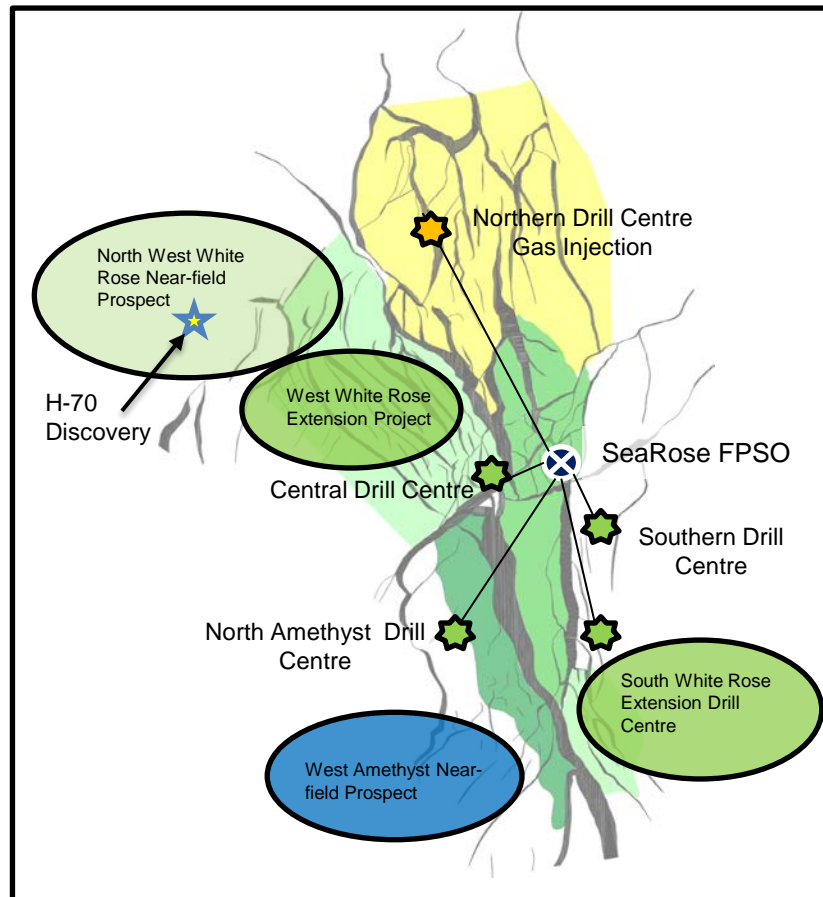 Northern Drill Centre
Gas Injection
North West White
Rose Near-field
Prospect
H-70
Discovery
West White Rose
Extension Project
SeaRose FPSO
Central Drill Centre
Southern Drill
Centre
North Amethyst Drill
Centre
South White Rose
Extension Drill
Centre
West Amethyst Near-
field Prospect